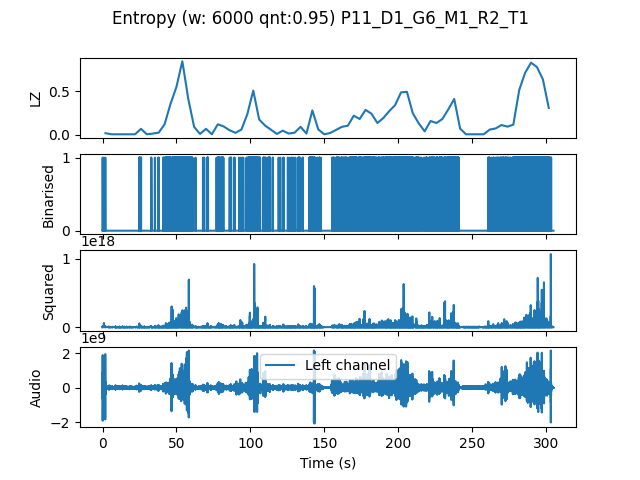 Entropy (w: 6000 qnt:0.95) P11_D1_G6_M1_R2_T1
LZ
0.5
0.0
Binarised
1
0
1e18
Squared
1
0
1e9
Audio
2
0
−2
Left channel
0 50 100 150 200 250 300
Time (s)